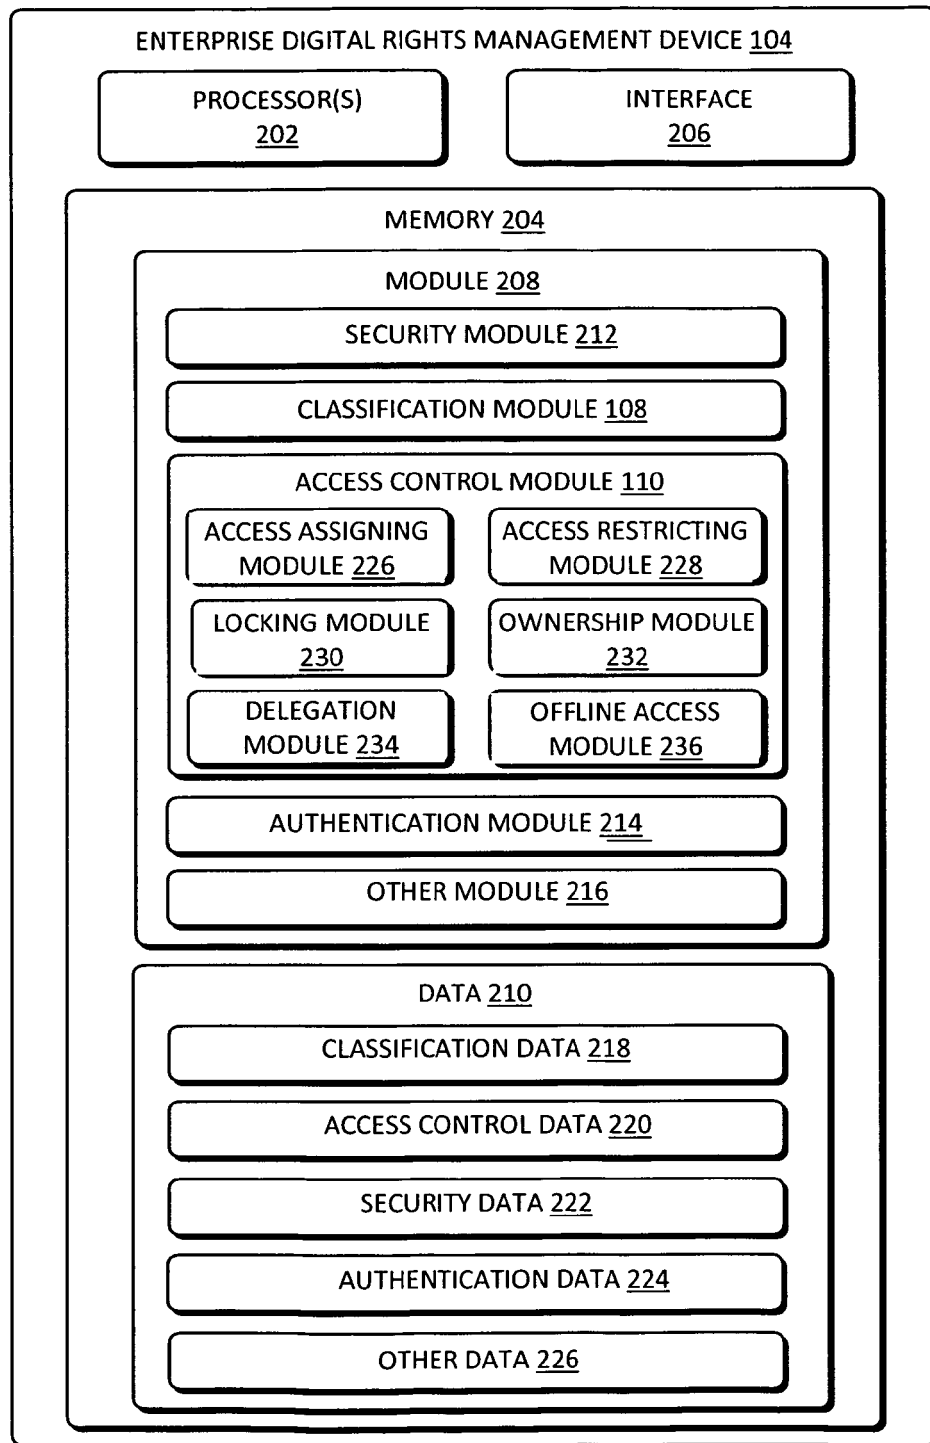 ENTERPRISE DIGITAL RIGHTS MANAGEMENT DEVICE 104
PROCESSOR(S)
202
INTERFACE
206
MEMORY 204
MODULE 208
SECURITY MODULE 212
CLASSIFICATION MODULE 108
ACCESS CONTROL MODULE 110
ACCESS ASSIGNING
MODULE 226
ACCESS RESTRICTING
MODULE 228
LOCKING MODULE
230
OWNERSHIP MODULE
232
DELEGATION
MODULE 234
OFFLINE ACCESS
MODULE 236
AUTHENTICATION MODULE 214
OTHER MODULE 216
DATA 210
CLASSIFICATION DATA 218
ACCESS CONTROL DATA 220
SECURITY DATA 222
AUTHENTICATION DATA 224
OTHER DATA 226